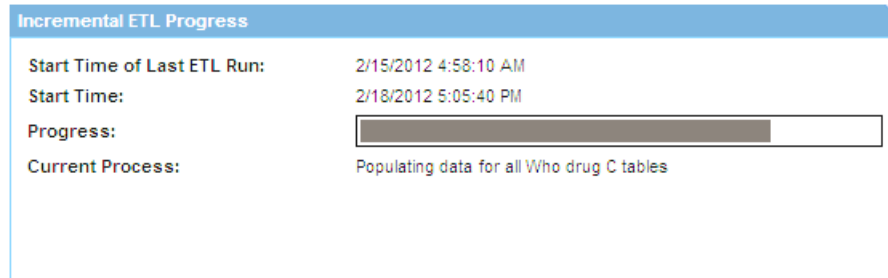 Incremental ETL Progress
Start Time of Last ETL Run: 2/15/2012 4:58:10 AM
Start Time: 2/18/2012 5:05:40 PM
Progress:
Current Process: Populating data for all Who drug C tables